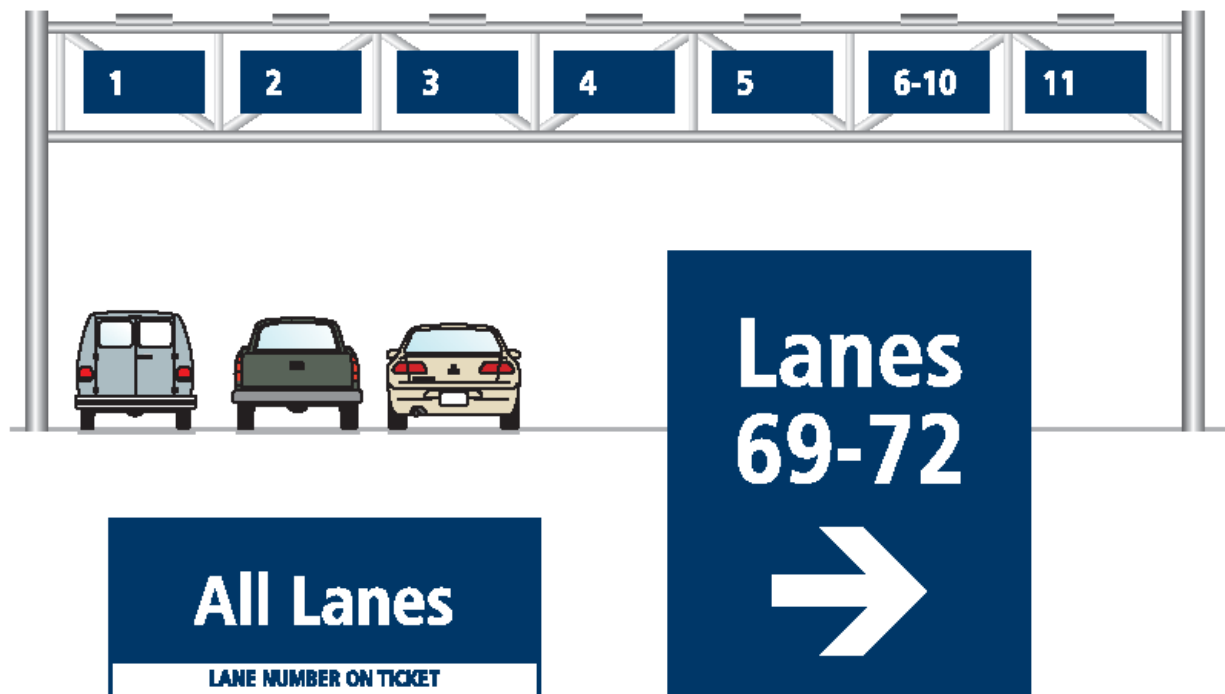 1 2 3 4 5 6-10 11
Lanes
69-72
All Lanes
LANE NUMBER ON TICKET